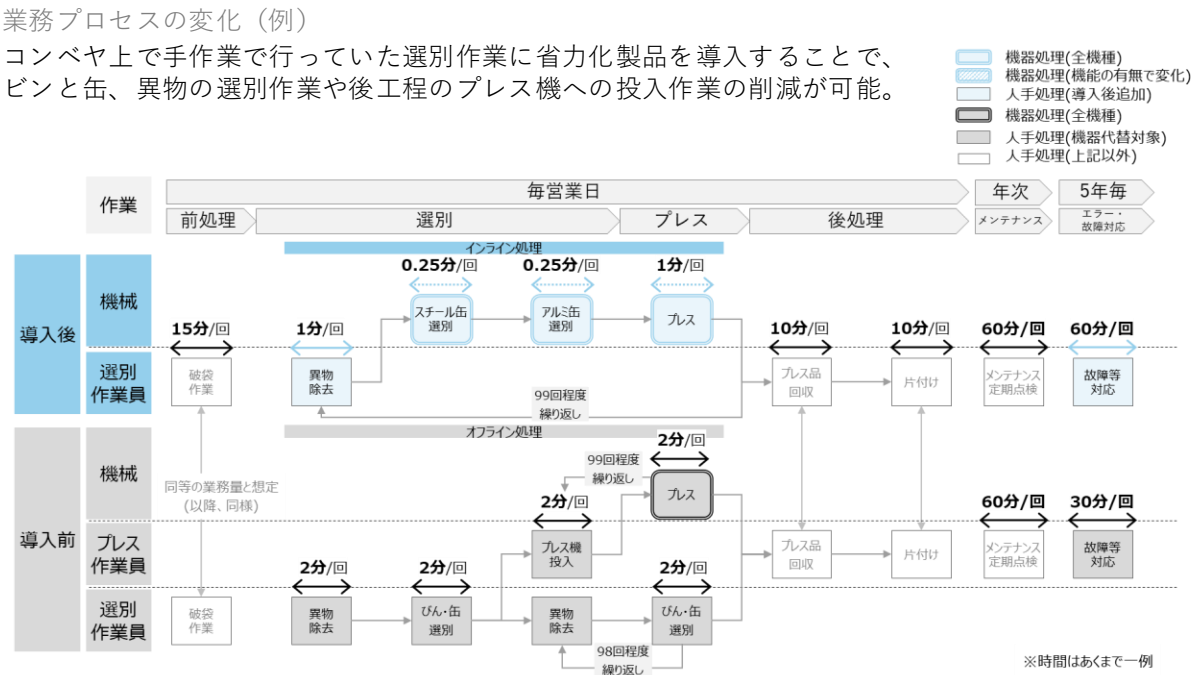 業務プロセスの変化（例）
コンベヤ上で手作業で行っていた選別作業に省力化製品を導入することで、
ビンと缶、異物の選別作業や後工程のプレス機への投入作業の削減が可能。
機器処理(全機種)
機器処理(機能の有無で変化)
人手処理(導入後追加)
機器処理(全機種)
人手処理(機器代替対象)
人手処理(上記以外)
作業
毎営業日
年次
5年毎
前処理
選別
プレス
後処理
メンテナンス
エラー・
故障対応
インライン処理
導入後
機械
0.25分/回
0.25分/回
1分/回
スチール缶
選別
アルミ缶
選別
プレス
15分/回
1分/回
10分/回
10分/回
60分/回
60分/回
選別
作業員
破袋
作業
異物
除去
プレス品
回収
片付け
メンテナンス
定期点検
故障等
対応
99回程度
繰り返し
オフライン処理
導入前
機械
2分/回
99回程度
繰り返し
プレス
同等の業務量と想定
(以降、同様)
2分/回
60分/回
30分/回
プレス
作業員
プレス機
投入
プレス品
回収
片付け
メンテナンス
定期点検
故障等
対応
2分/回
2分/回
2分/回
選別
作業員
破袋
作業
異物
除去
びん・缶
選別
異物
除去
びん・缶
選別
98回程度
繰り返し
※時間はあくまで一例